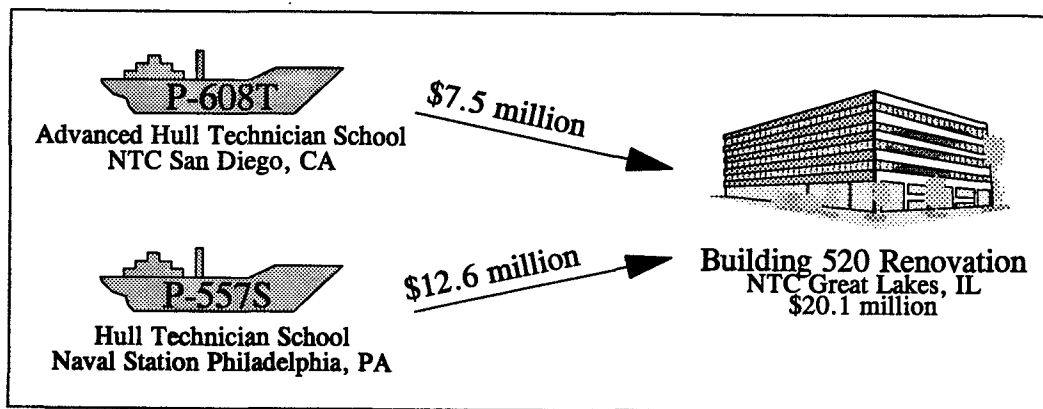 P-608T
Advanced Hull Technician School
NTC San Diego, CA
$7.5 million
P-557S
Hull Technician School
Naval Station Philadelphia, PA
$12.6 million
Building 520 Renovation
NTC Great Lakes, IL
$20.1 million